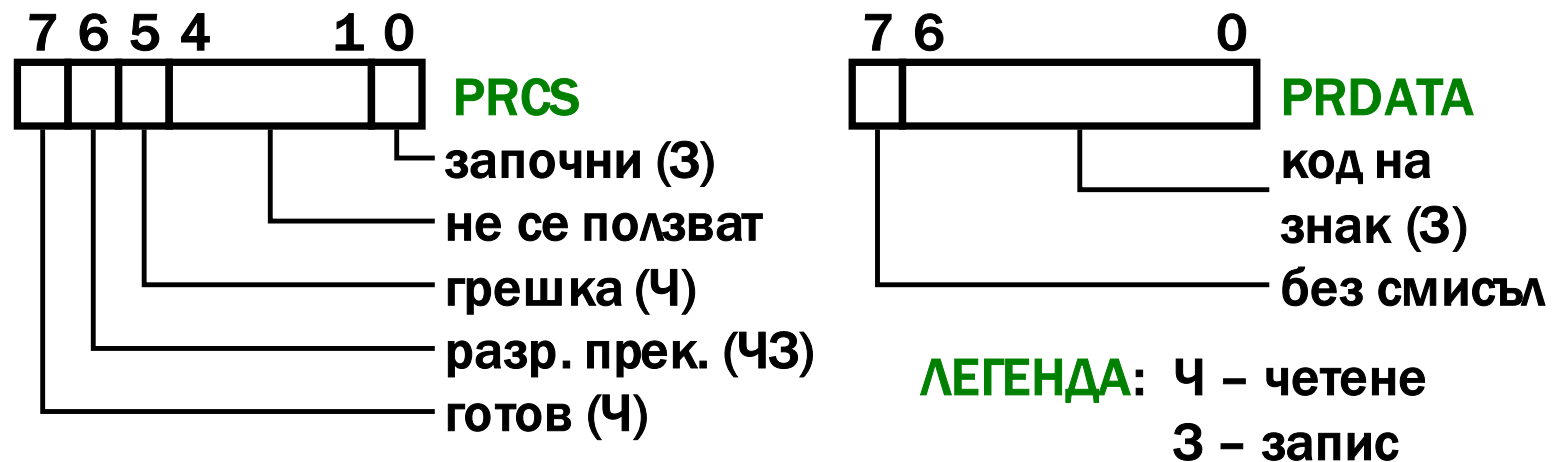 7 6 5 4 1 0
PRCS
започни (З)
не се ползват
грешка (Ч)
разр. прек. (ЧЗ)
готов (Ч)
7 6 0
PRDATA
код на
знак (З)
без смисъл
ЛЕГЕНДА: Ч – четене
З – запис